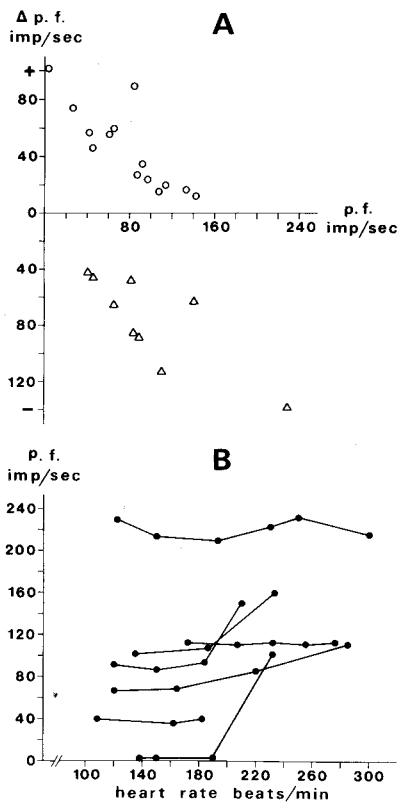 Δ p. f.
imp/sec
A
+
80
40
0
80
160
240
p. f.
imp/sec
40
80
120
−
p. f.
imp/sec
B
240
200
160
120
80
40
0
100
140
180
220
260
300
heart rate beats/min